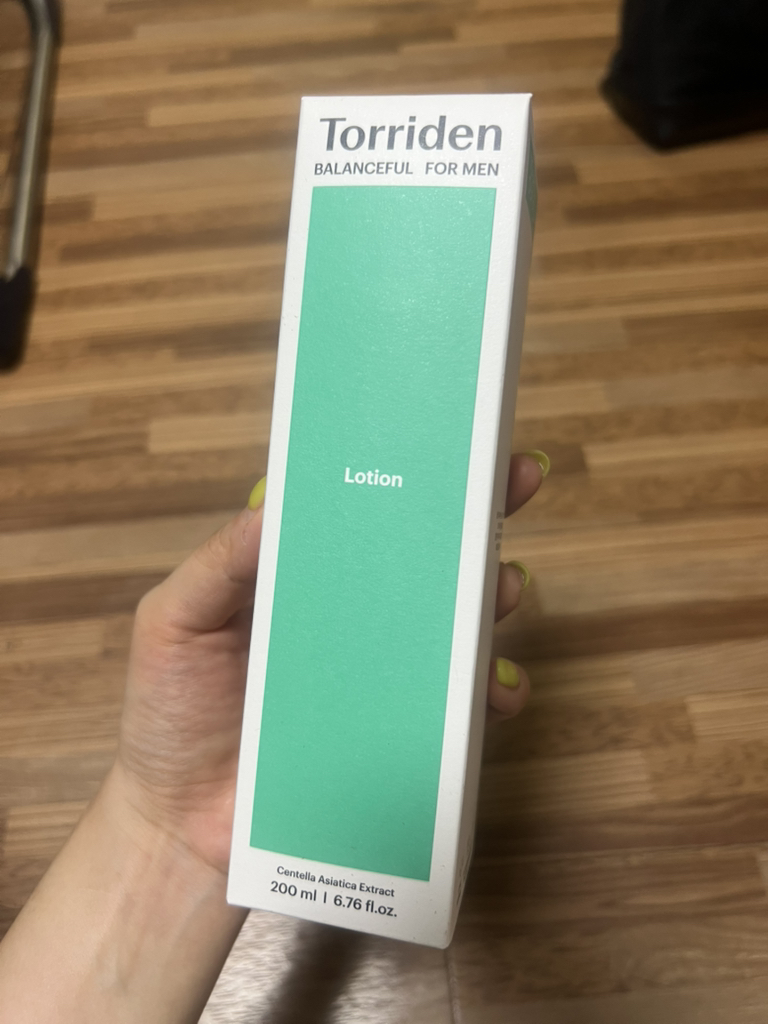 Torriden
BALANCEFUL FOR MEN
Lotion
Centella Asiatica Extract
200 ml | 6.76 fl.oz.